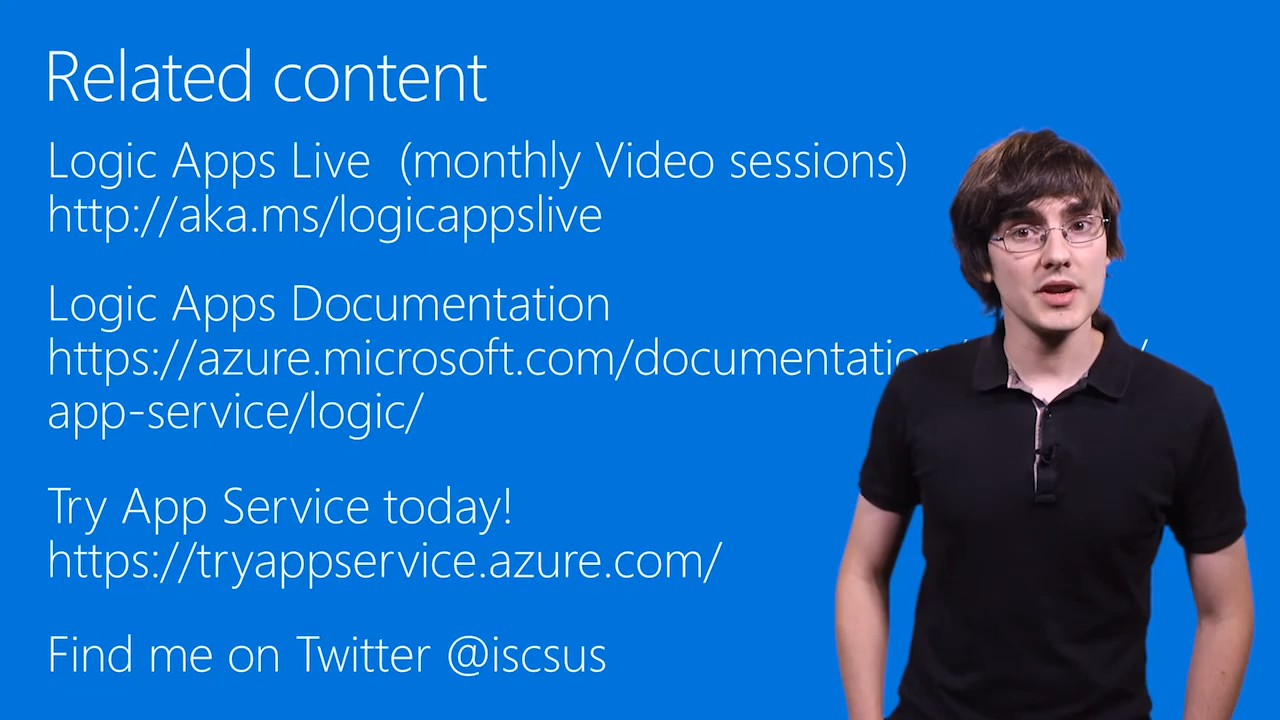 Related content
Logic Apps Live (monthly Video sessions)
http://aka.ms/logicappslive
Logic Apps Documentation
https://azure.microsoft.com/documentatio
app-service/logic/
Try App Service today!
https://tryappservice.azure.com/
Find me on Twitter @iscsus